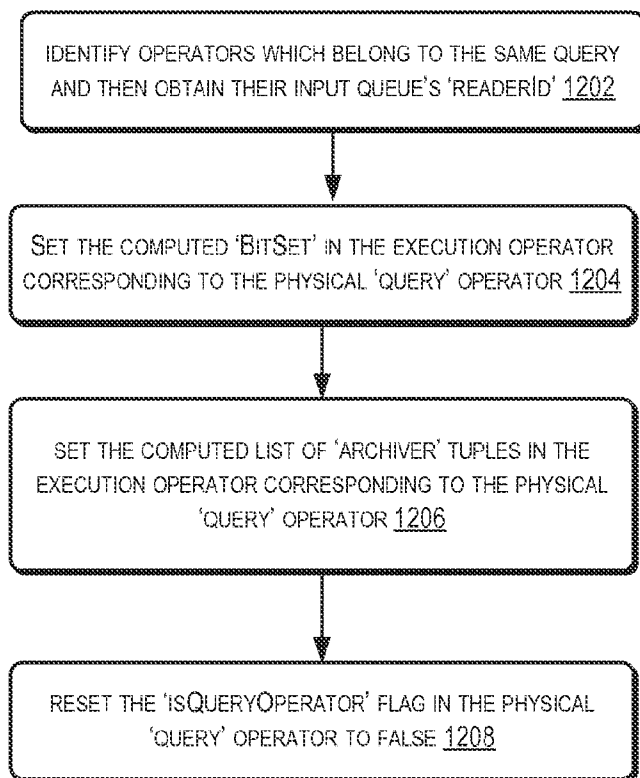 IDENTIFY OPERATORS WHICH BELONG TO THE SAME QUERY
AND THEN OBTAIN THEIR INPUT QUEUE'S 'READERID' 1202
SET THE COMPUTED 'BITSET' IN THE EXECUTION OPERATOR
CORRESPONDING TO THE PHYSICAL 'QUERY' OPERATOR 1204
SET THE COMPUTED LIST OF 'ARCHIVER' TUPLES IN THE
EXECUTION OPERATOR CORRESPONDING TO THE PHYSICAL
'QUERY' OPERATOR 1206
RESET THE 'ISQUERYOPERATOR' FLAG IN THE PHYSICAL
'QUERY' OPERATOR TO FALSE 1208